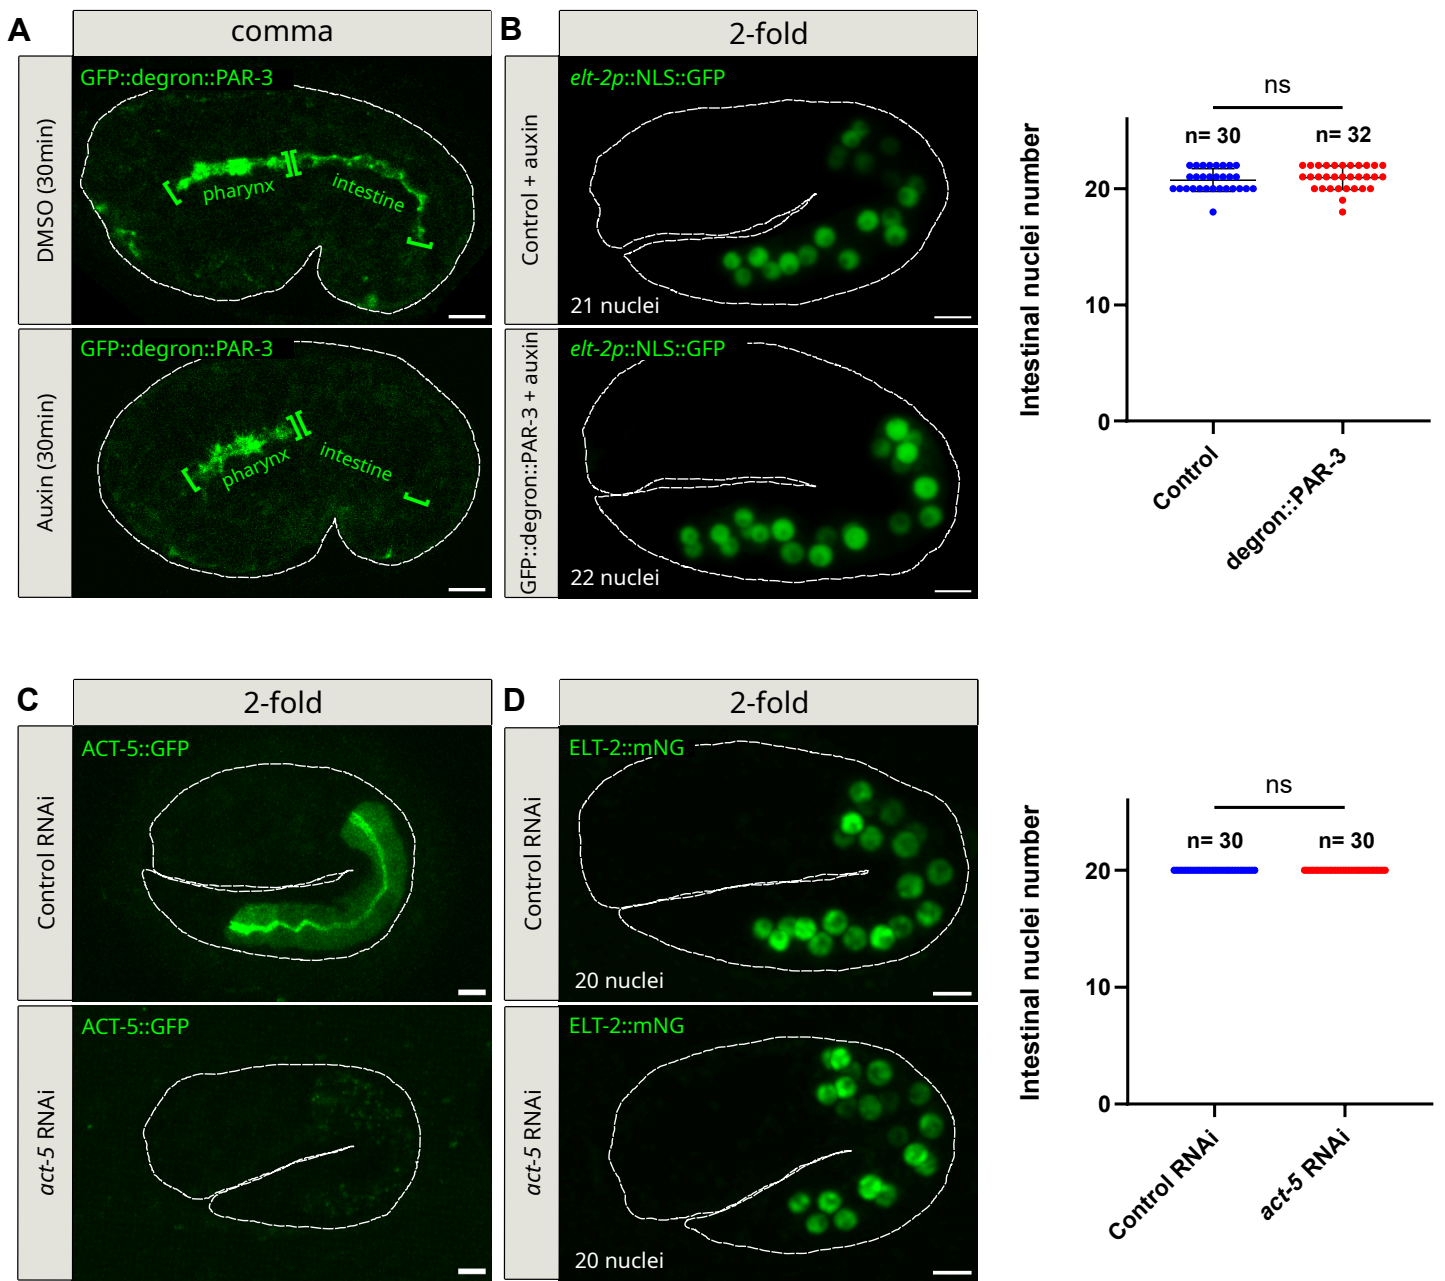 A
comma
DMSO (30min)
GFP::degron::PAR-3
pharynx
intestine
Auxin (30min)
GFP::degron::PAR-3
pharynx
intestine
B
2-fold
Control + auxin
elt-2p::NLS::GFP
21 nuclei
GFP::degron::PAR-3 + auxin
elt-2p::NLS::GFP
22 nuclei
Intestinal nuclei number
ns
n= 30
n= 32
20
10
0
Control
degron::PAR-3
C
2-fold
Control RNAi
ACT-5::GFP
act-5 RNAi
ACT-5::GFP
D
2-fold
Control RNAi
ELT-2::mNG
20 nuclei
act-5 RNAi
ELT-2::mNG
20 nuclei
Intestinal nuclei number
ns
n= 30
n= 30
20
10
0
Control RNAi
act-5 RNAi